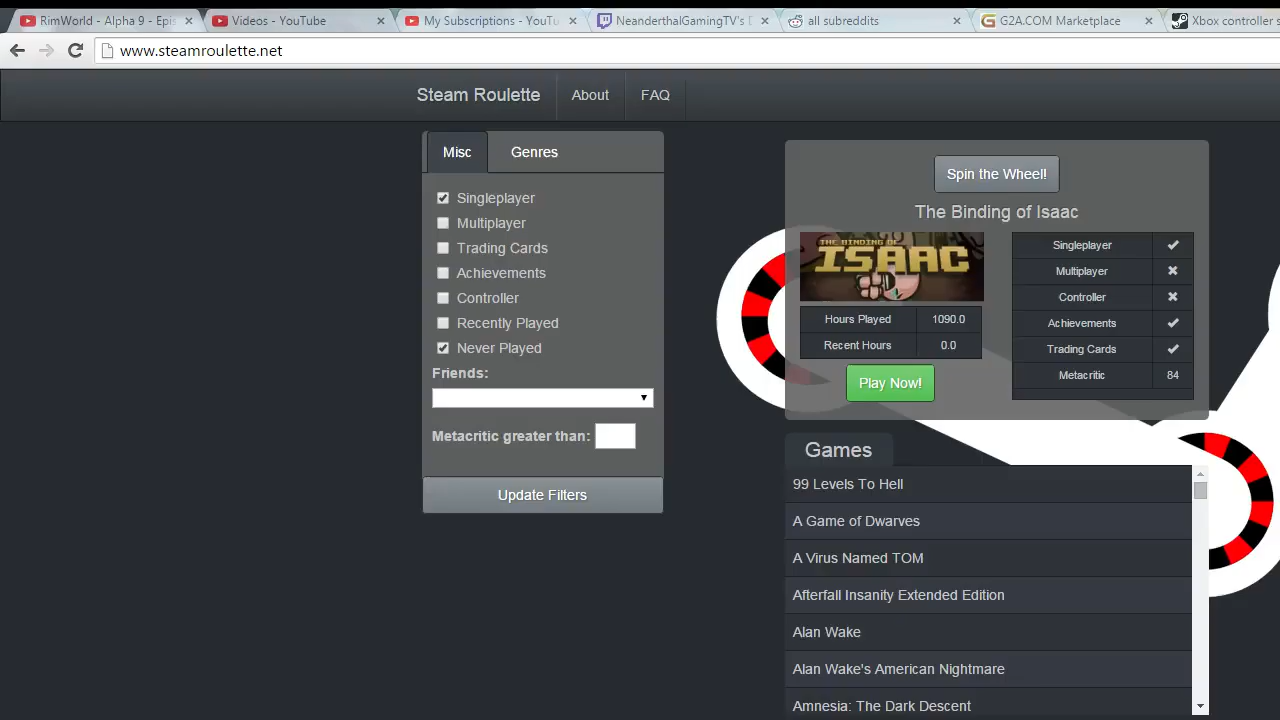 RimWorld - Alpha 9 - Epis
Videos - YouTube
My Subscriptions - YouTu
NeanderthalGamingTV's D
all subreddits
G2A.COM Marketplace
Xbox controller s
www.steamroulette.net
Steam Roulette
About
FAQ
Misc
Genres
Singleplayer
Multiplayer
Trading Cards
Achievements
Controller
Recently Played
Never Played
Friends:
Metacritic greater than:
Update Filters
Spin the Wheel!
The Binding of Isaac
THE BINDING OF
ISAAC
Hours Played 1090.0
Recent Hours 0.0
Play Now!
Singleplayer
Multiplayer
Controller
Achievements
Trading Cards
Metacritic 84
Games
99 Levels To Hell
A Game of Dwarves
A Virus Named TOM
Afterfall Insanity Extended Edition
Alan Wake
Alan Wake's American Nightmare
Amnesia: The Dark Descent